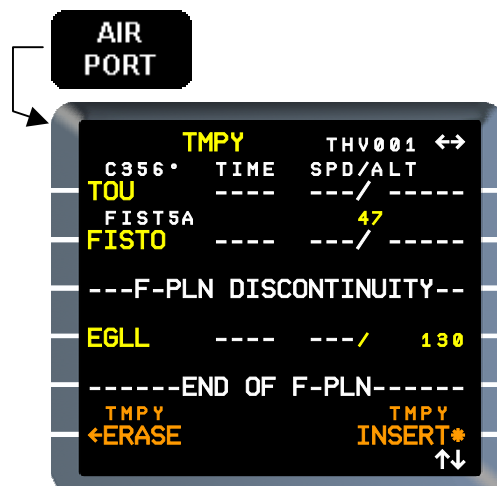 AIR
PORT
TMPY THV001 ←→
C356° TIME SPD/ALT
TOU ---- ---/ -----
FIST5A 47
FISTO ---- ---/ -----
---F-PLN DISCONTINUITY--
EGLL ---- ---/ 130
------END OF F-PLN------
TMPY TMPY
←ERASE INSERT*
↑↓